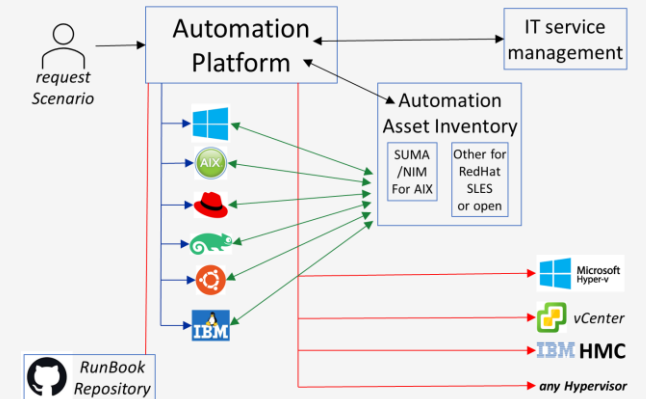 Automation
Platform
IT service
management
request
Scenario
Automation
Asset Inventory
SUMA
/NIM
For AIX
Other for
RedHat
SLES
or open
AIX
IBM
Microsoft
Hyper-v
vCenter
IBM HMC
any Hypervisor
RunBook
Repository